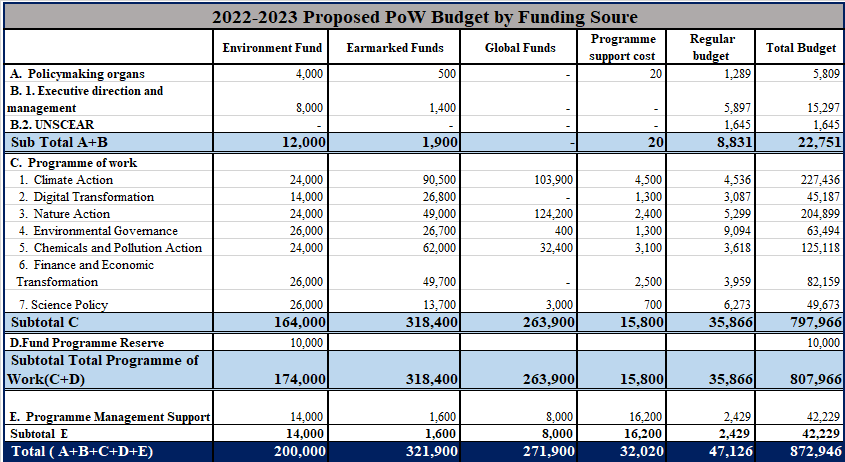 2022-2023 Proposed PoW Budget by Funding Soure
Environment Fund Earmarked Funds Global Funds Programme support cost Regular budget Total Budget
A. Policymaking organs 4,000 500 - 20 1,289 5,809
B. 1. Executive direction and
management 8,000 1,400 - - 5,897 15,297
B.2. UNSCEAR - - - - 1,645 1,645
Sub Total A+B 12,000 1,900 - 20 8,831 22,751
C. Programme of work
1. Climate Action 24,000 90,500 103,900 4,500 4,536 227,436
2. Digital Transformation 14,000 26,800 - 1,300 3,087 45,187
3. Nature Action 24,000 49,000 124,200 2,400 5,299 204,899
4. Environmental Governance 26,000 26,700 400 1,300 9,094 63,494
5. Chemicals and Pollution Action 24,000 62,000 32,400 3,100 3,618 125,118
6. Finance and Economic
Transformation 26,000 49,700 - 2,500 3,959 82,159
7. Science Policy 26,000 13,700 3,000 700 6,273 49,673
Subtotal C 164,000 318,400 263,900 15,800 35,866 797,966
D.Fund Programme Reserve 10,000 10,000
Subtotal Total Programme of
Work(C+D) 174,000 318,400 263,900 15,800 35,866 807,966
E. Programme Management Support 14,000 1,600 8,000 16,200 2,429 42,229
Subtotal E 14,000 1,600 8,000 16,200 2,429 42,229
Total ( A+B+C+D+E) 200,000 321,900 271,900 32,020 47,126 872,946